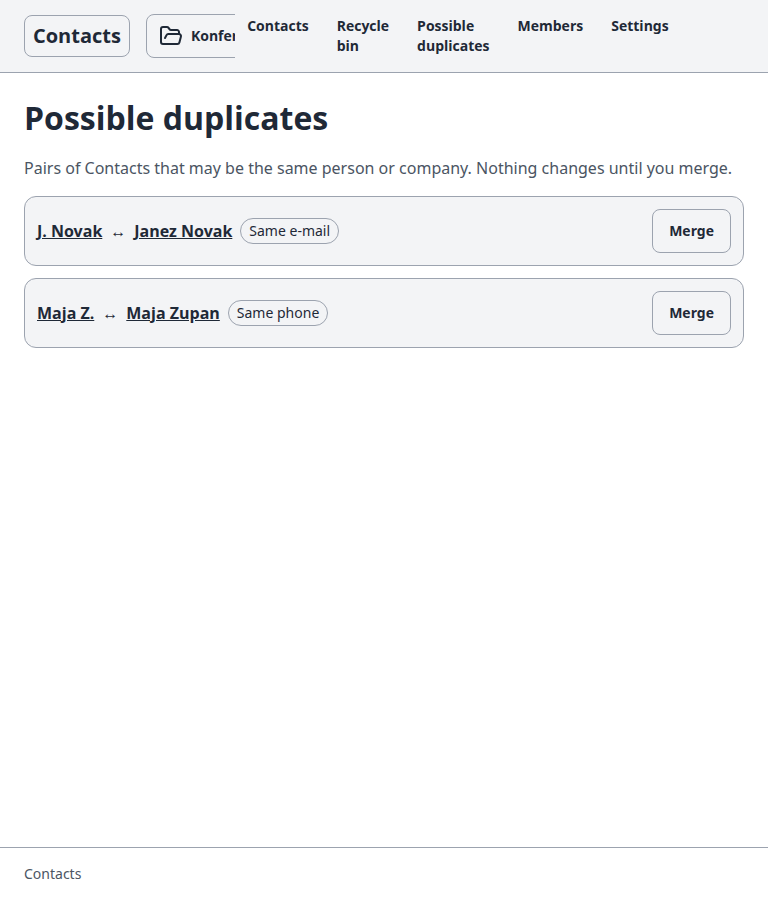 Contacts
Contacts
Recycle bin
Possible duplicates
Members
Settings
Possible duplicates
Pairs of Contacts that may be the same person or company. Nothing changes until you merge.
J. Novak ↔ Janez Novak Same e-mail Merge
Maja Z. ↔ Maja Zupan Same phone Merge
Contacts